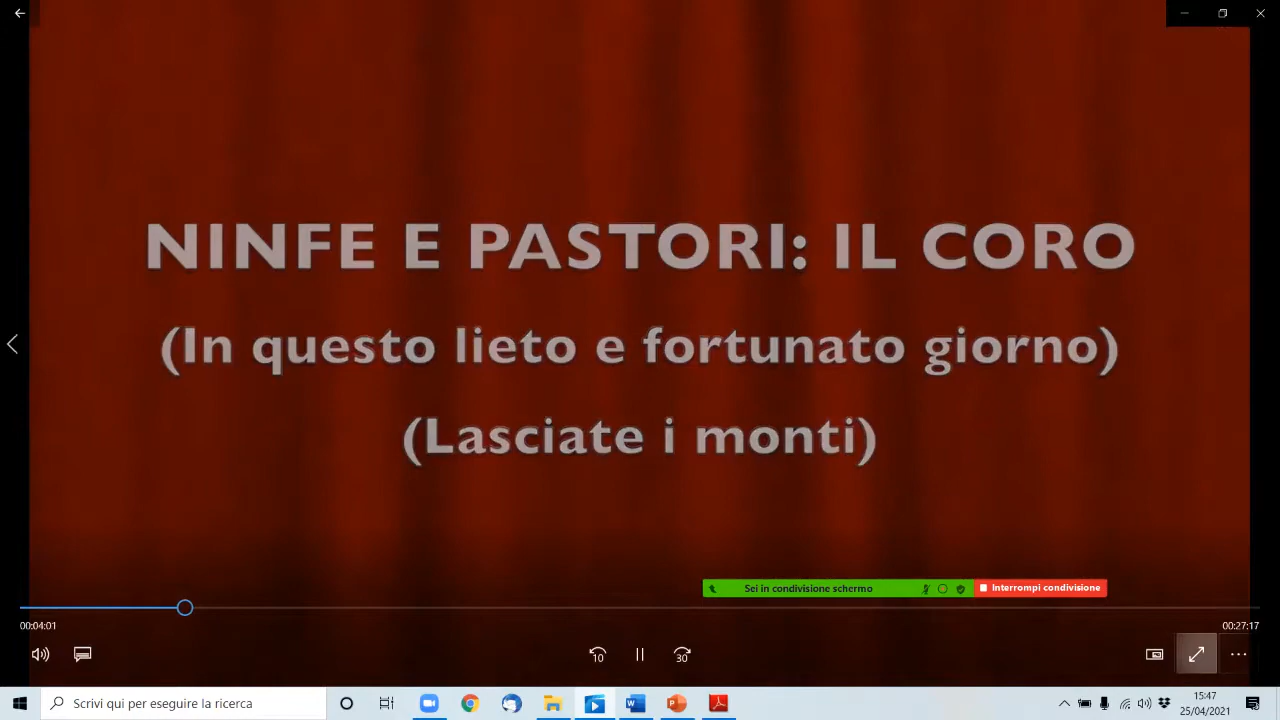 NINFE E PASTORI: IL CORO
(In questo lieto e fortunato giorno)
(Lasciate i monti)
Sei in condivisione schermo
Interrompi condivisione
00:04:01
00:27:17
10
30
Scrivi qui per eseguire la ricerca
15:47
25/04/2021